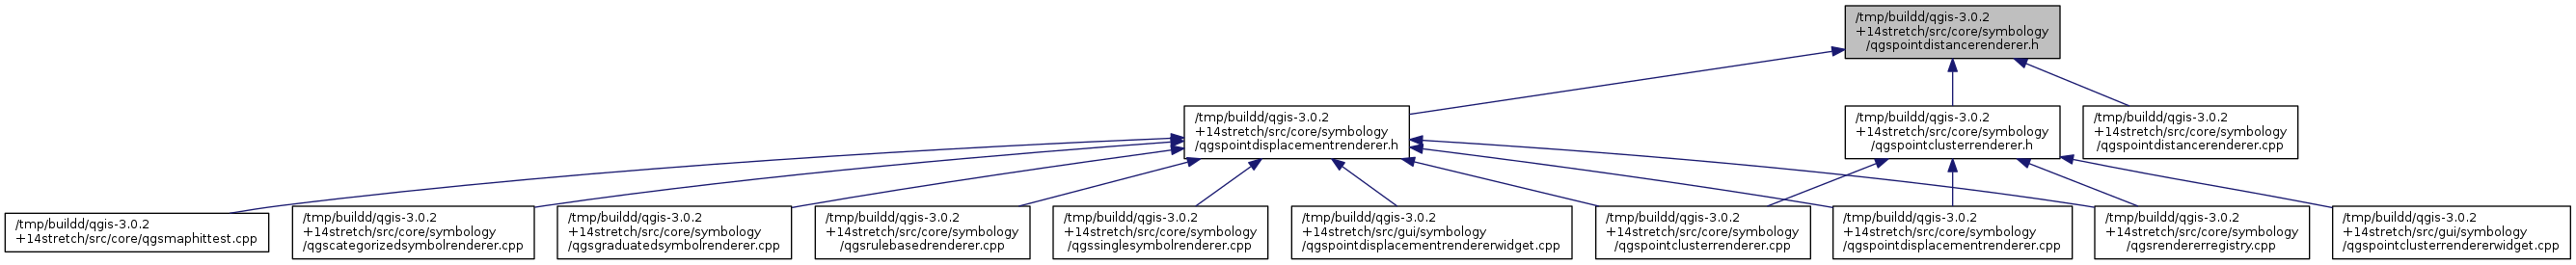 /tmp/buildd/qgis-3.0.2
+14stretch/src/core/symbology
/qgspointdistancerenderer.h
/tmp/buildd/qgis-3.0.2
+14stretch/src/core/symbology
/qgspointdisplacementrenderer.h
/tmp/buildd/qgis-3.0.2
+14stretch/src/core/symbology
/qgspointclusterrenderer.h
/tmp/buildd/qgis-3.0.2
+14stretch/src/core/symbology
/qgspointdistancerenderer.cpp
/tmp/buildd/qgis-3.0.2
+14stretch/src/core/qgsmaphittest.cpp
/tmp/buildd/qgis-3.0.2
+14stretch/src/core/symbology
/qgscategorizedsymbolrenderer.cpp
/tmp/buildd/qgis-3.0.2
+14stretch/src/core/symbology
/qgsgraduatedsymbolrenderer.cpp
/tmp/buildd/qgis-3.0.2
+14stretch/src/core/symbology
/qgsrulebasedrenderer.cpp
/tmp/buildd/qgis-3.0.2
+14stretch/src/core/symbology
/qgssinglesymbolrenderer.cpp
/tmp/buildd/qgis-3.0.2
+14stretch/src/gui/symbology
/qgspointdisplacementrendererwidget.cpp
/tmp/buildd/qgis-3.0.2
+14stretch/src/core/symbology
/qgspointclusterrenderer.cpp
/tmp/buildd/qgis-3.0.2
+14stretch/src/core/symbology
/qgspointdisplacementrenderer.cpp
/tmp/buildd/qgis-3.0.2
+14stretch/src/core/symbology
/qgsrendererregistry.cpp
/tmp/buildd/qgis-3.0.2
+14stretch/src/gui/symbology
/qgspointclusterrendererwidget.cpp